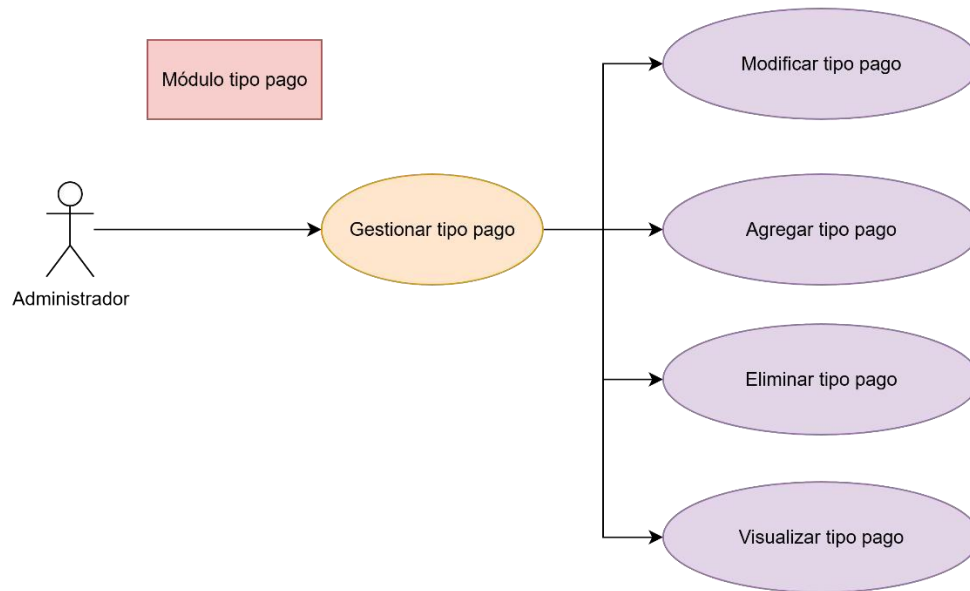 Módulo tipo pago
Modificar tipo pago
Administrador
Gestionar tipo pago
Agregar tipo pago
Eliminar tipo pago
Visualizar tipo pago